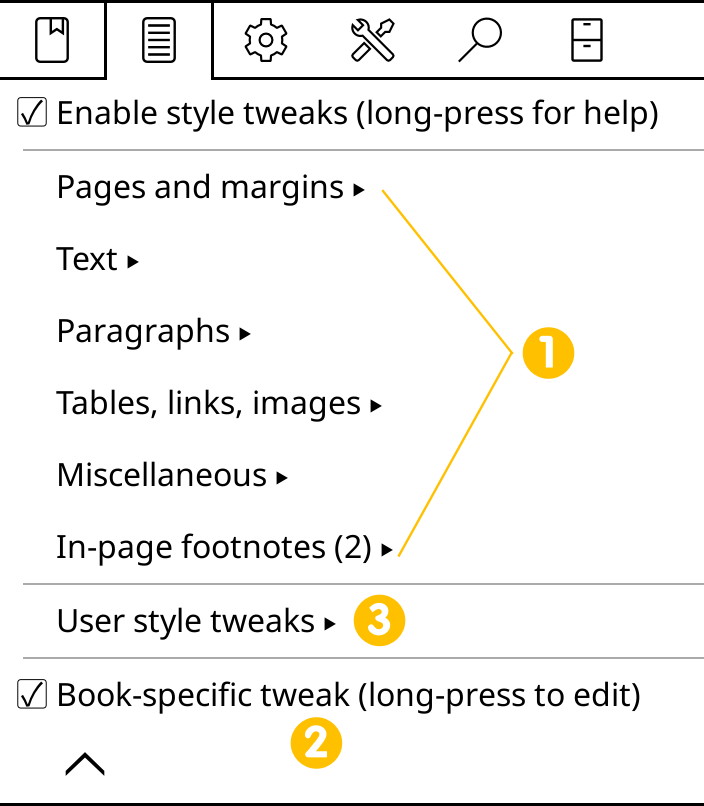 Enable style tweaks (long-press for help)
Pages and margins ▸
Text ▸
Paragraphs ▸
1
Tables, links, images ▸
Miscellaneous ▸
In-page footnotes (2) ▸
User style tweaks ▸ 3
Book-specific tweak (long-press to edit)
2